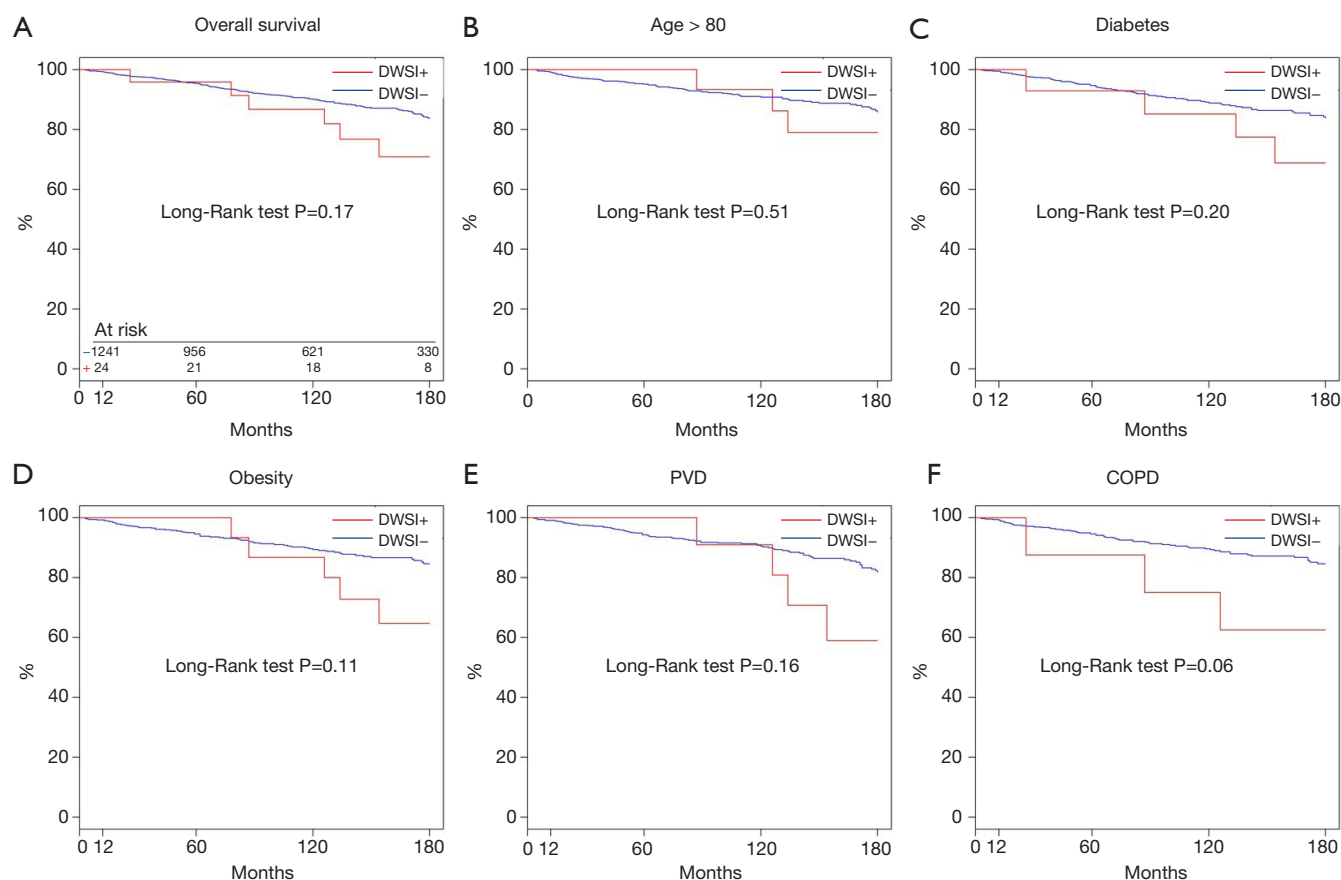 A
Overall survival
100
80
60
40
20
0
%
DWSI+
DWSI−
Long-Rank test P=0.17
At risk
−1241 956 621 330
+ 24 21 18 8
0 12 60 120 180
Months
B
Age > 80
100
80
60
40
20
0
%
DWSI+
DWSI−
Long-Rank test P=0.51
0 60 120 180
Months
C
Diabetes
100
80
60
40
20
0
%
DWSI+
DWSI−
Long-Rank test P=0.20
0 12 60 120 180
Months
D
Obesity
100
80
60
40
20
0
%
DWSI+
DWSI−
Long-Rank test P=0.11
0 12 60 120 180
Months
E
PVD
100
80
60
40
20
0
%
DWSI+
DWSI−
Long-Rank test P=0.16
0 12 60 120 180
Months
F
COPD
100
80
60
40
20
0
%
DWSI+
DWSI−
Long-Rank test P=0.06
0 12 60 120 180
Months